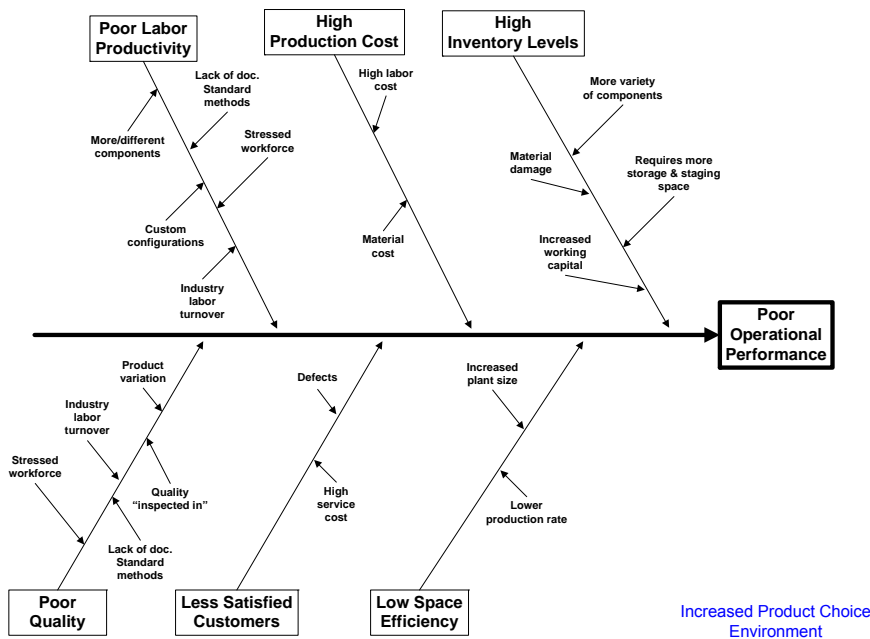 Poor Labor
Productivity
High
Production Cost
High
Inventory Levels
Lack of doc.
Standard
methods
More/different
components
Stressed
workforce
Custom
configurations
Industry
labor
turnover
High labor
cost
Material
cost
More variety
of components
Material
damage
Requires more
storage & staging
space
Increased
working
capital
Poor
Operational
Performance
Product
variation
Industry
labor
turnover
Stressed
workforce
Quality
“inspected in”
Lack of doc.
Standard
methods
Defects
High
service
cost
Increased
plant size
Lower
production rate
Poor
Quality
Less Satisfied
Customers
Low Space
Efficiency
Increased Product Choice
Environment